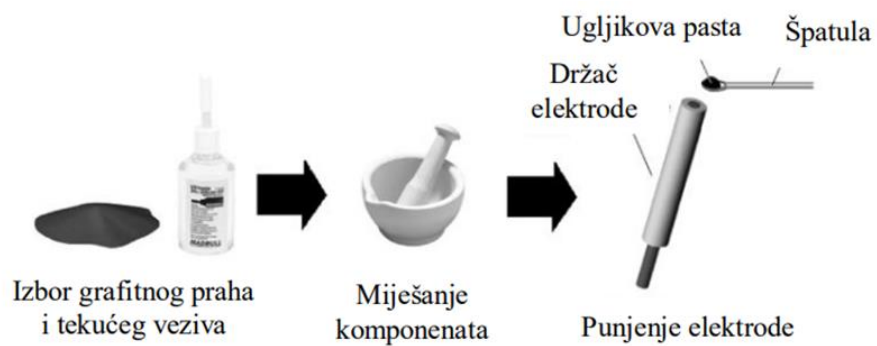 Ugljikova pasta
Špatula
Držač
elektrode
Izbor grafitnog praha
i tekućeg veziva
Miješanje
komponenata
Punjenje elektrode